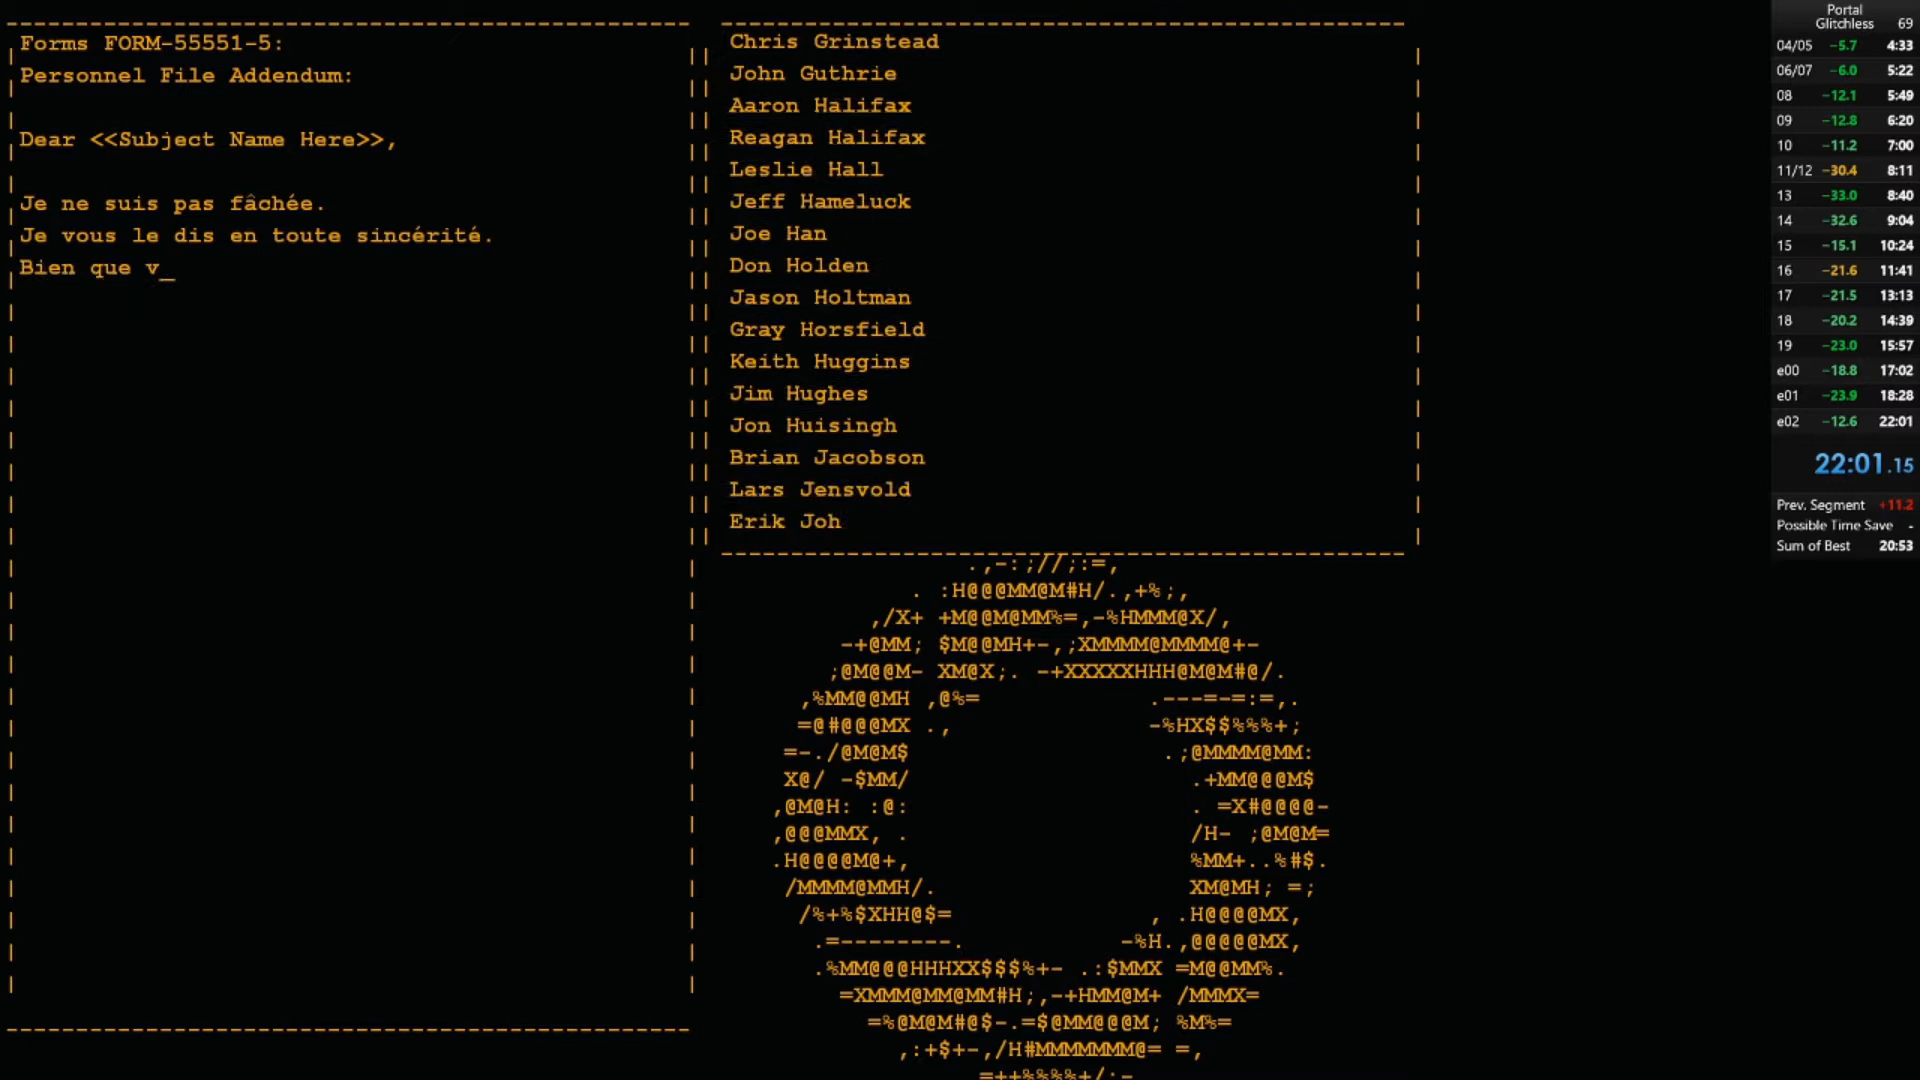 Forms FORM-55551-5:
Personnel File Addendum:
Dear <<Subject Name Here>>,
Je ne suis pas fâchée.
Je vous le dis en toute sincérité.
Bien que v_
Chris Grinstead
John Guthrie
Aaron Halifax
Reagan Halifax
Leslie Hall
Jeff Hameluck
Joe Han
Don Holden
Jason Holtman
Gray Horsfield
Keith Huggins
Jim Hughes
Jon Huisingh
Brian Jacobson
Lars Jensvold
Erik Joh
Portal
Glitchless 69
04/05 -5.7 4:33
06/07 -6.0 5:22
08 -12.1 5:49
09 -12.8 6:20
10 -11.2 7:00
11/12 -30.4 8:11
13 -33.0 8:40
14 -32.6 9:04
15 -15.1 10:24
16 -21.6 11:41
17 -21.5 13:13
18 -20.2 14:39
19 -23.0 15:57
e00 -18.8 17:02
e01 -23.9 18:28
e02 -12.6 22:01
22:01.15
Prev. Segment +11.2
Possible Time Save -
Sum of Best 20:53